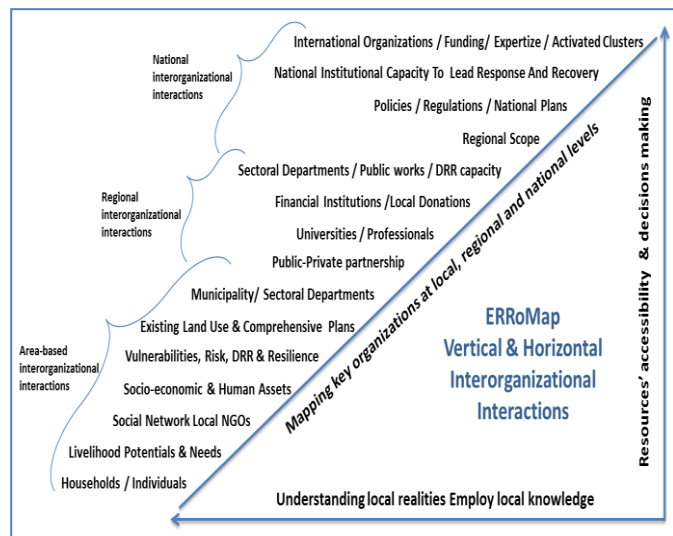 National
interorganizational
interactions
International Organizations / Funding/ Expertize / Activated Clusters
National Institutional Capacity To Lead Response And Recovery
Policies / Regulations / National Plans
Regional Scope
Regional
interorganizational
interactions
Sectoral Departments / Public works / DRR capacity
Financial Institutions /Local Donations
Universities / Professionals
Public-Private partnership
Area-based
interorganizational
interactions
Municipality/ Sectoral Departments
Existing Land Use & Comprehensive Plans
Vulnerabilities, Risk, DRR & Resilience
Socio-economic & Human Assets
Social Network Local NGOs
Livelihood Potentials & Needs
Households / Individuals
Mapping key organizations at local, regional and national levels
ERRoMap
Vertical & Horizontal
Interorganizational
Interactions
Resources' accessibility & decisions making
Understanding local realities Employ local knowledge